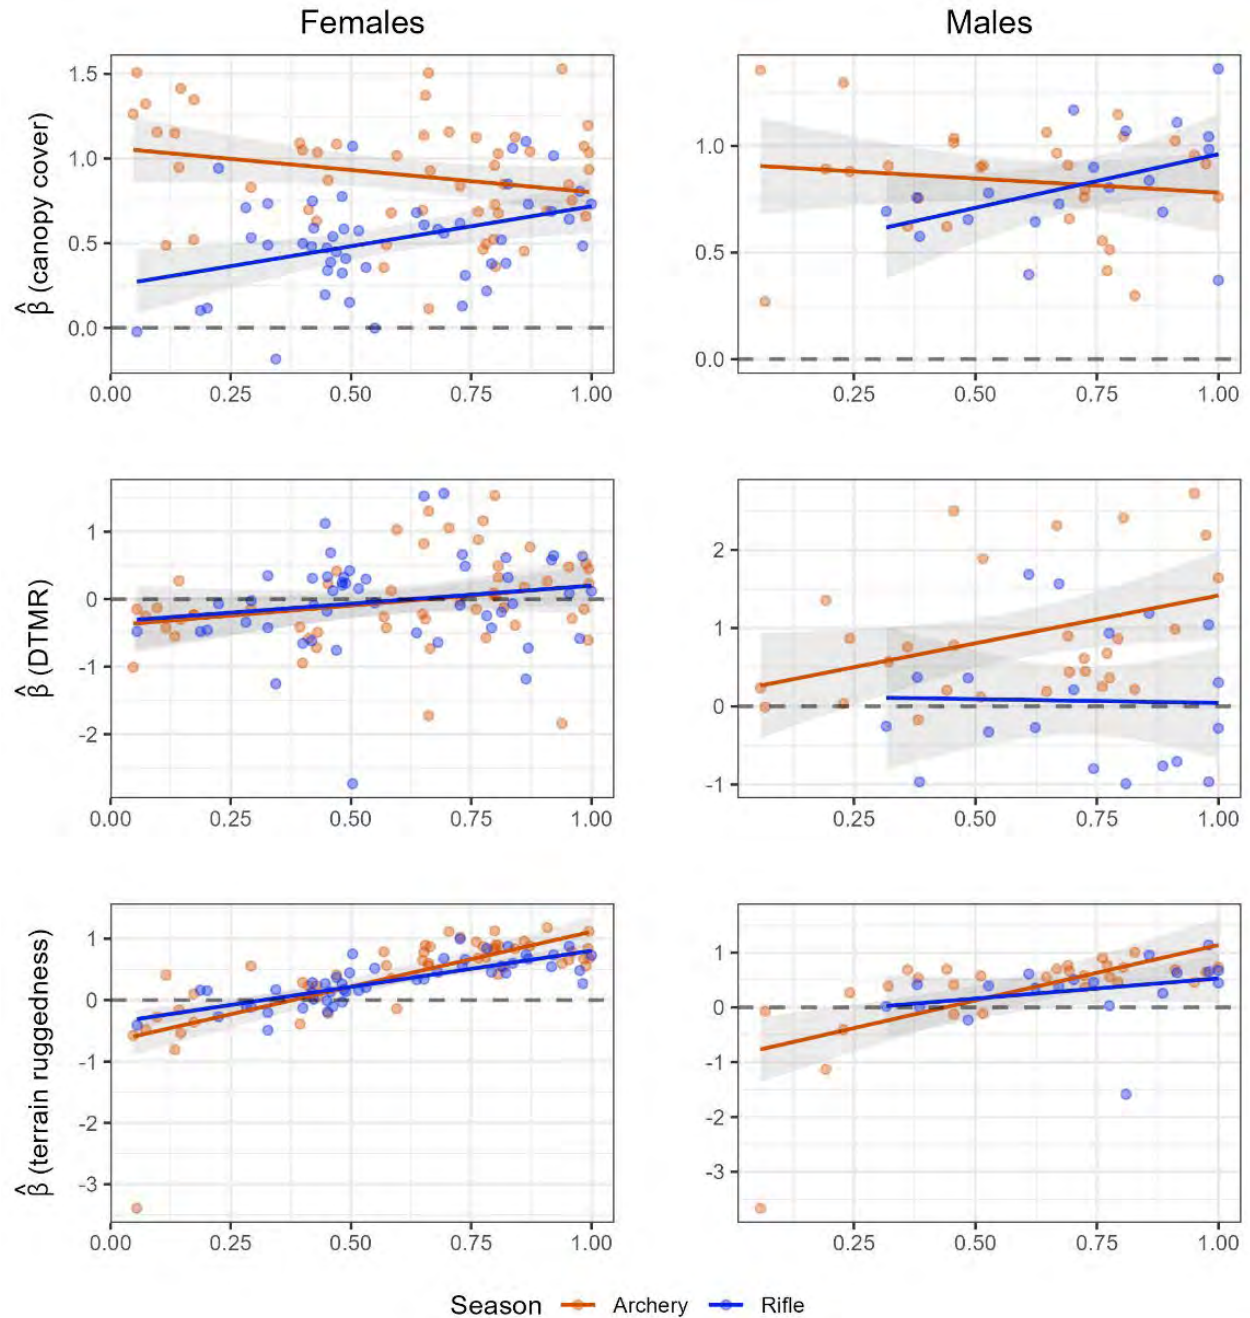 Females
Males
β̂ (canopy cover)
1.5
1.0
0.5
0.0
0.00 0.25 0.50 0.75 1.00
1.0
0.5
0.0
0.25 0.50 0.75 1.00
β̂ (DTMR)
1
0
-1
-2
0.00 0.25 0.50 0.75 1.00
2
1
0
-1
0.25 0.50 0.75 1.00
β̂ (terrain ruggedness)
1
0
-1
-2
-3
0.00 0.25 0.50 0.75 1.00
1
0
-1
-2
-3
0.25 0.50 0.75 1.00
Season Archery Rifle